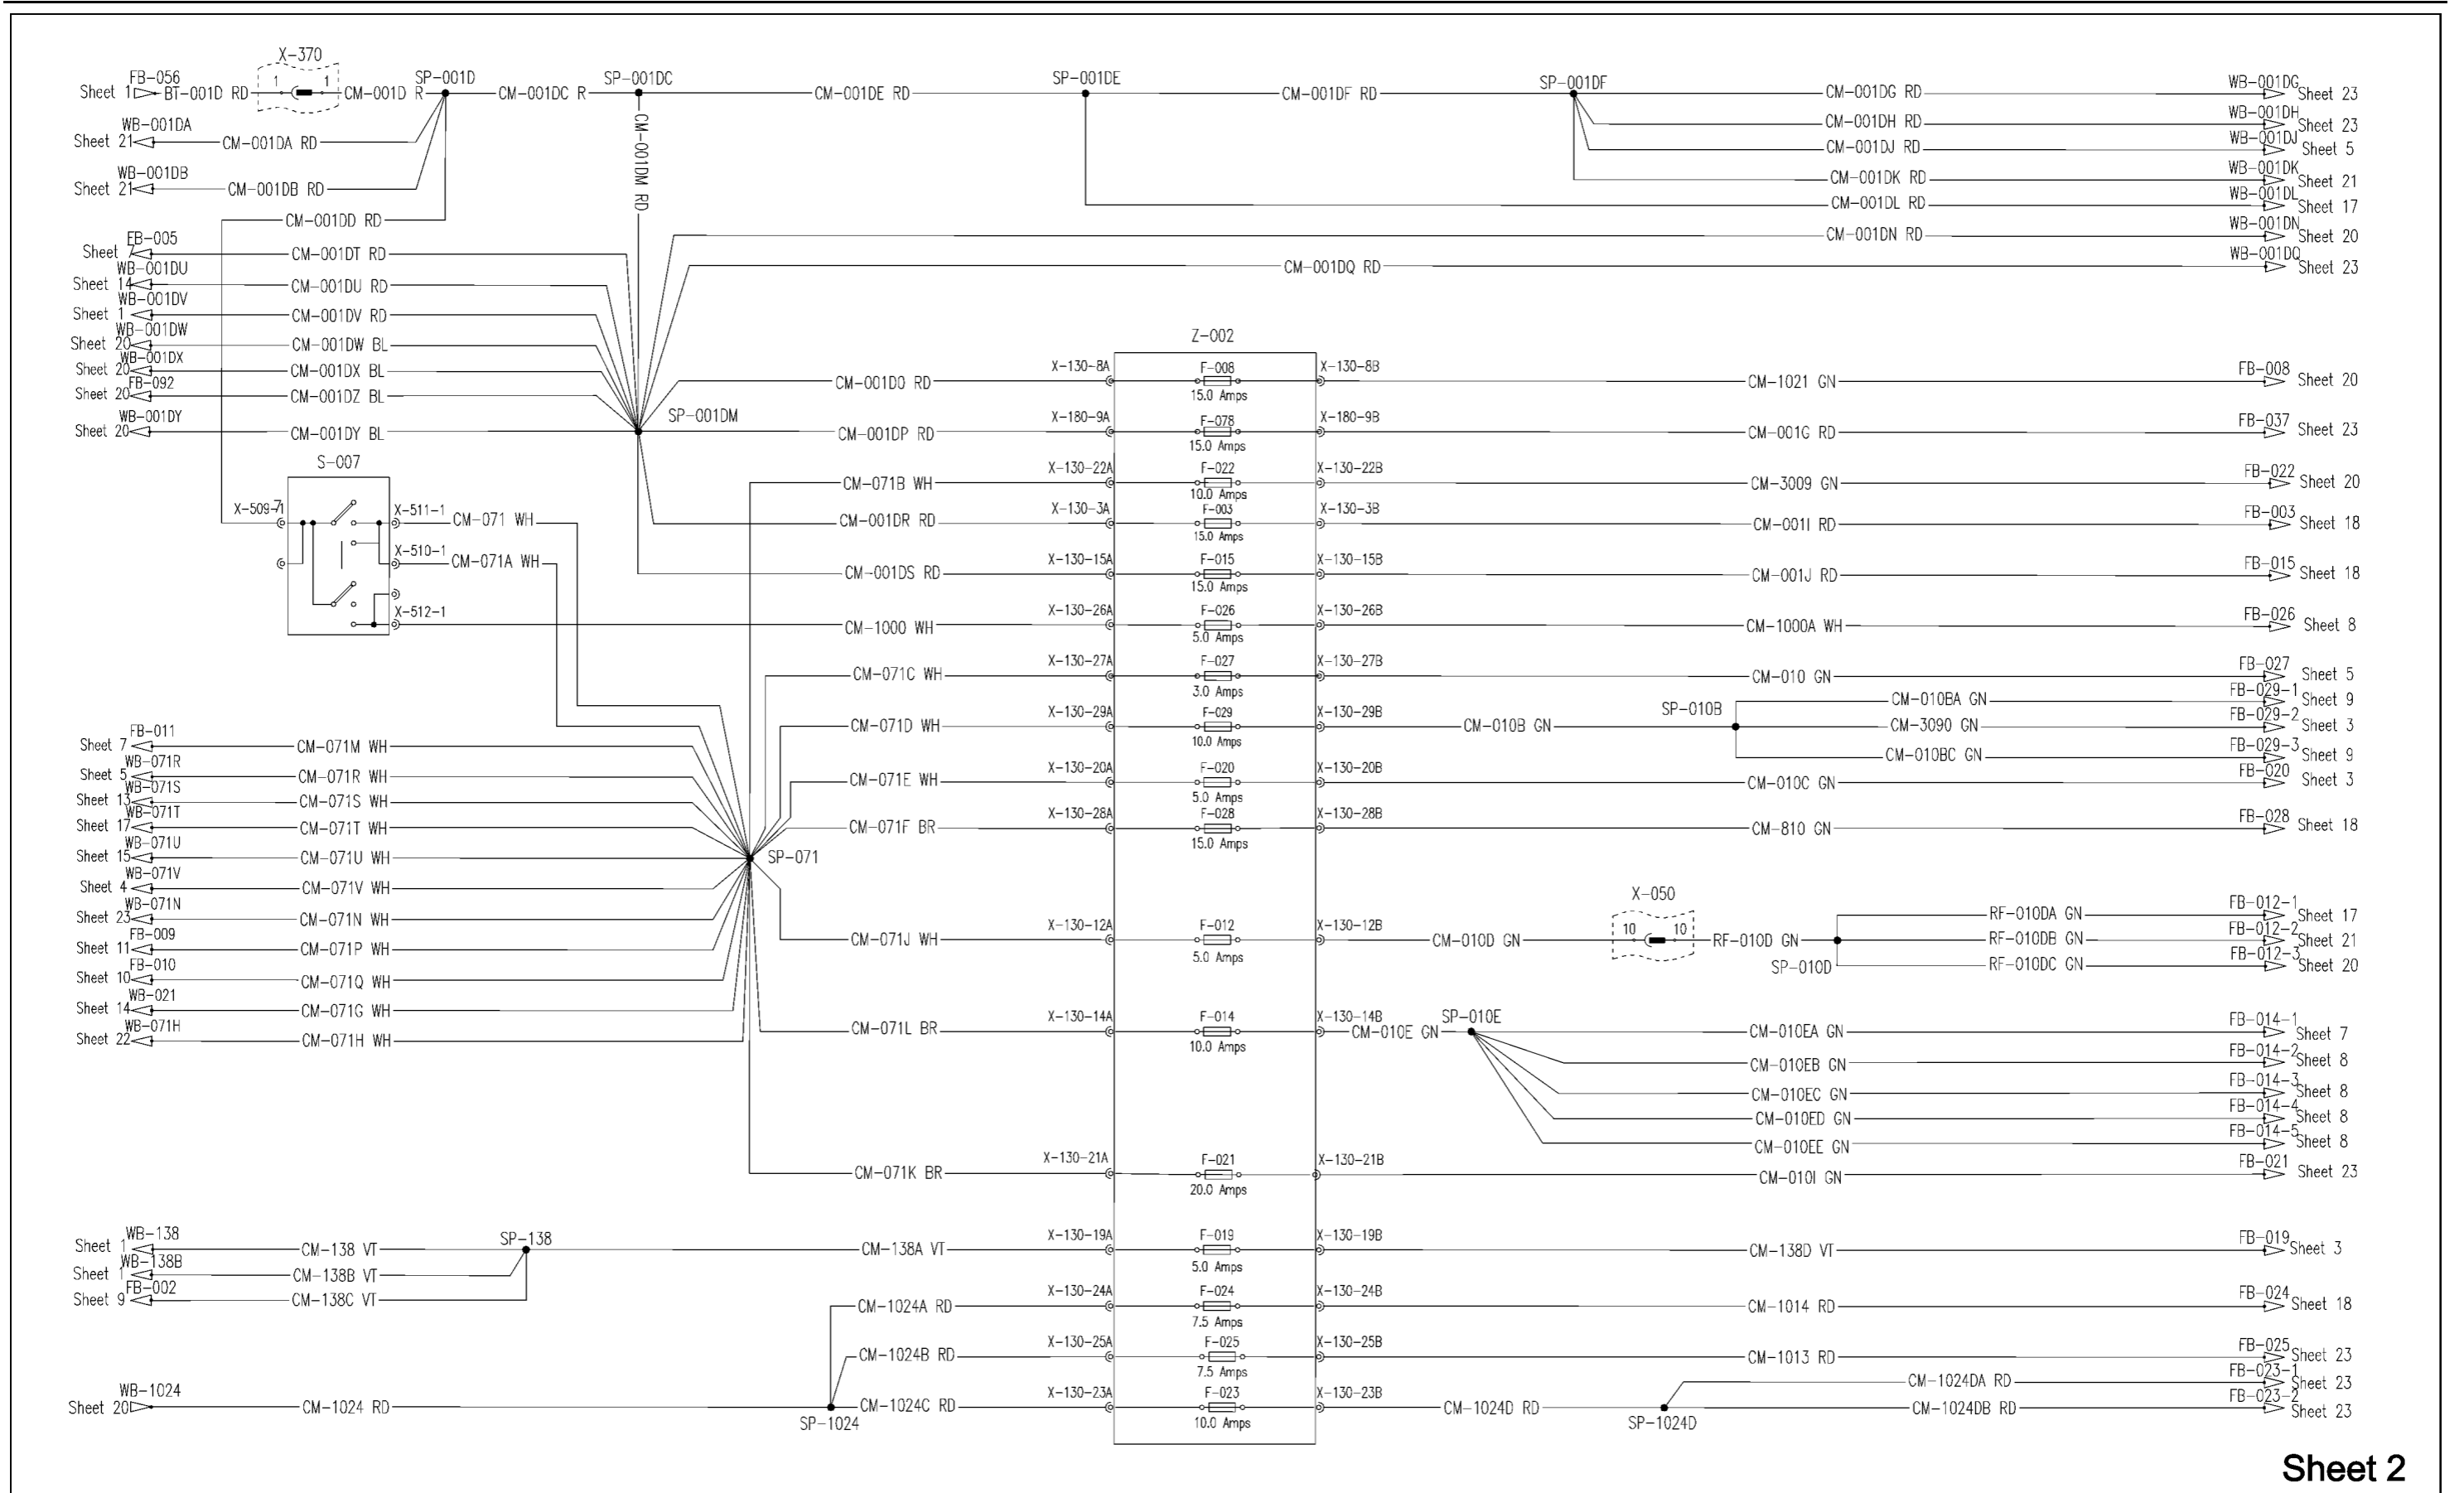 X-370
FB-056
Sheet 1
BT-001D RD
1 1
CM-001D R
SP-001D
CM-001DC R
SP-001DC
CM-001DE RD
SP-001DE
CM-001DF RD
SP-001DF
CM-001DG RD
WB-001DG
Sheet 23
CM-001DH RD
WB-001DH
Sheet 23
CM-001DJ RD
WB-001DJ
Sheet 5
CM-001DK RD
WB-001DK
Sheet 21
CM-001DL RD
WB-001DL
Sheet 17
CM-001DN RD
WB-001DN
Sheet 20
CM-001DQ RD
WB-001DQ
Sheet 23
WB-001DA
Sheet 21
CM-001DA RD
WB-001DB
Sheet 21
CM-001DB RD
CM-001DD RD
CM-001DM RD
FB-005
Sheet 7
CM-001DT RD
WB-001DU
Sheet 14
CM-001DU RD
WB-001DV
Sheet 1
CM-001DV RD
WB-001DW
Sheet 20
CM-001DW BL
WB-001DX
Sheet 20
CM-001DX BL
FB-092
Sheet 20
CM-001DZ BL
WB-001DY
Sheet 20
CM-001DY BL
SP-001DM
Z-002
CM-001DO RD
X-130-8A
F-008
15.0 Amps
X-130-8B
CM-1021 GN
FB-008
Sheet 20
CM-001DP RD
X-180-9A
F-078
15.0 Amps
X-180-9B
CM-001G RD
FB-037
Sheet 23
CM-071B WH
X-130-22A
F-022
10.0 Amps
X-130-22B
CM-3009 GN
FB-022
Sheet 20
CM-001DR RD
X-130-3A
F-003
15.0 Amps
X-130-3B
CM-001I RD
FB-003
Sheet 18
CM-001DS RD
X-130-15A
F-015
15.0 Amps
X-130-15B
CM-001J RD
FB-015
Sheet 18
S-007
X-509-71
X-511-1
CM-071 WH
X-510-1
CM-071A WH
X-512-1
CM-1000 WH
X-130-26A
F-026
5.0 Amps
X-130-26B
CM-1000A WH
FB-026
Sheet 8
CM-071C WH
X-130-27A
F-027
3.0 Amps
X-130-27B
CM-010 GN
FB-027
Sheet 5
CM-071D WH
X-130-29A
F-029
10.0 Amps
X-130-29B
CM-010B GN
SP-010B
CM-010BA GN
FB-029-1
Sheet 9
CM-3090 GN
FB-029-2
Sheet 3
CM-010BC GN
FB-029-3
Sheet 9
CM-071E WH
X-130-20A
F-020
5.0 Amps
X-130-20B
CM-010C GN
FB-020
Sheet 3
CM-071F BR
X-130-28A
F-028
15.0 Amps
X-130-28B
CM-810 GN
FB-028
Sheet 18
FB-011
Sheet 7
CM-071M WH
WB-071R
Sheet 5
CM-071R WH
WB-071S
Sheet 13
CM-071S WH
WB-071T
Sheet 17
CM-071T WH
WB-071U
Sheet 15
CM-071U WH
SP-071
WB-071V
Sheet 4
CM-071V WH
WB-071N
Sheet 23
CM-071N WH
FB-009
Sheet 11
CM-071P WH
FB-010
Sheet 10
CM-071Q WH
WB-021
Sheet 14
CM-071G WH
WB-071H
Sheet 22
CM-071H WH
CM-071J WH
X-130-12A
F-012
5.0 Amps
X-130-12B
CM-010D GN
X-050
10 10
RF-010D GN
SP-010D
RF-010DA GN
FB-012-1
Sheet 17
RF-010DB GN
FB-012-2
Sheet 21
RF-010DC GN
FB-012-3
Sheet 20
CM-071L BR
X-130-14A
F-014
10.0 Amps
X-130-14B
CM-010E GN
SP-010E
CM-010EA GN
FB-014-1
Sheet 7
CM-010EB GN
FB-014-2
Sheet 8
CM-010EC GN
FB-014-3
Sheet 8
CM-010ED GN
FB-014-4
Sheet 8
CM-010EE GN
FB-014-5
Sheet 8
CM-071K BR
X-130-21A
F-021
20.0 Amps
X-130-21B
CM-010I GN
FB-021
Sheet 23
WB-138
Sheet 1
CM-138 VT
SP-138
WB-138B
Sheet 1
CM-138B VT
FB-002
Sheet 9
CM-138C VT
CM-138A VT
X-130-19A
F-019
5.0 Amps
X-130-19B
CM-138D VT
FB-019
Sheet 3
CM-1024A RD
X-130-24A
F-024
7.5 Amps
X-130-24B
CM-1014 RD
FB-024
Sheet 18
CM-1024B RD
X-130-25A
F-025
7.5 Amps
X-130-25B
CM-1013 RD
FB-025
Sheet 23
WB-1024
Sheet 20
CM-1024 RD
SP-1024
CM-1024C RD
X-130-23A
F-023
10.0 Amps
X-130-23B
CM-1024D RD
SP-1024D
CM-1024DA RD
FB-023-1
Sheet 23
CM-1024DB RD
FB-023-2
Sheet 23
Sheet 2